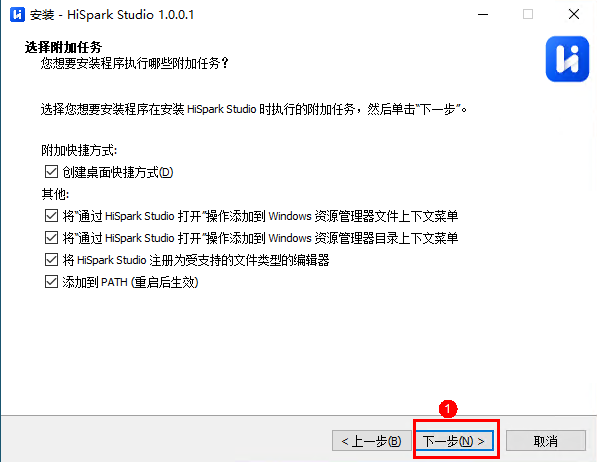 安装 - HiSpark Studio 1.0.0.1
选择附加任务
您想要安装程序执行哪些附加任务？
选择您想要安装程序在安装 HiSpark Studio 时执行的附加任务，然后单击“下一步”。
附加快捷方式:
创建桌面快捷方式(D)
其他:
将“通过 HiSpark Studio 打开”操作添加到 Windows 资源管理器文件上下文菜单
将“通过 HiSpark Studio 打开”操作添加到 Windows 资源管理器目录上下文菜单
将 HiSpark Studio 注册为受支持的文件类型的编辑器
添加到 PATH (重启后生效)
1
< 上一步(B) 下一步(N) > 取消